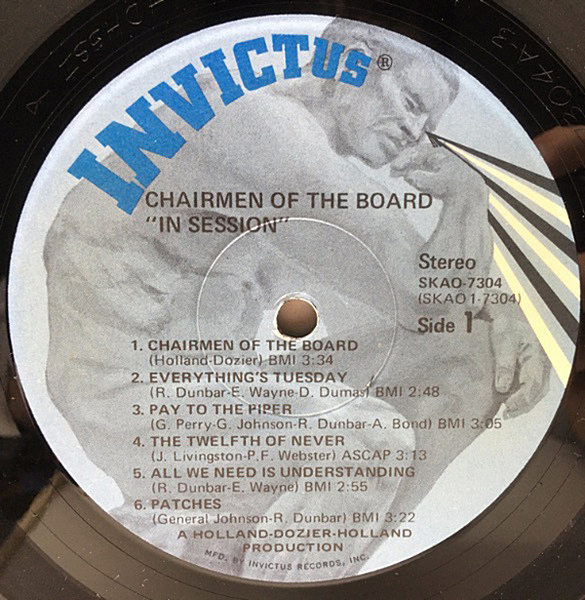 INVICTUS®
CHAIRMEN OF THE BOARD
"IN SESSION"
Stereo
SKAO-7304
(SKAO 1-7304)
Side 1
1. CHAIRMEN OF THE BOARD
(Holland-Dozier) BMI 3:34
2. EVERYTHING'S TUESDAY
(R. Dunbar-E. Wayne-D. Dumas) BMI 2:48
3. PAY TO THE PIPER
(G. Perry-G. Johnson-R. Dunbar-A. Bond) BMI 3:05
4. THE TWELFTH OF NEVER
(J. Livingston-P.F. Webster) ASCAP 3:13
5. ALL WE NEED IS UNDERSTANDING
(R. Dunbar-E. Wayne) BMI 2:55
6. PATCHES
(General Johnson-R. Dunbar) BMI 3:22
A HOLLAND-DOZIER-HOLLAND
PRODUCTION
MFD. BY INVICTUS RECORDS, INC.